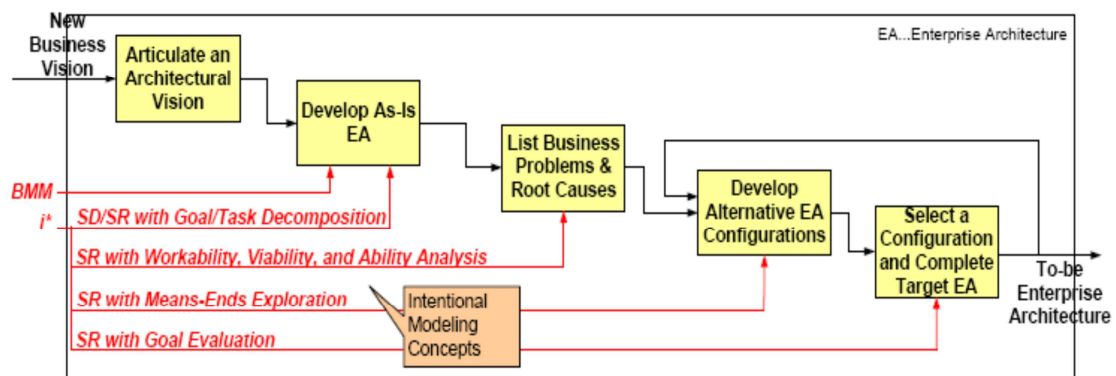 New
Business
Vision
EA...Enterprise Architecture
Articulate an
Architectural
Vision
Develop As-Is
EA
List Business
Problems &
Root Causes
Develop
Alternative EA
Configurations
Select a
Configuration
and Complete
Target EA
To-be
Enterprise
Architecture
BMM
i*
SD/SR with Goal/Task Decomposition
SR with Workability, Viability, and Ability Analysis
SR with Means-Ends Exploration
SR with Goal Evaluation
Intentional
Modeling
Concepts